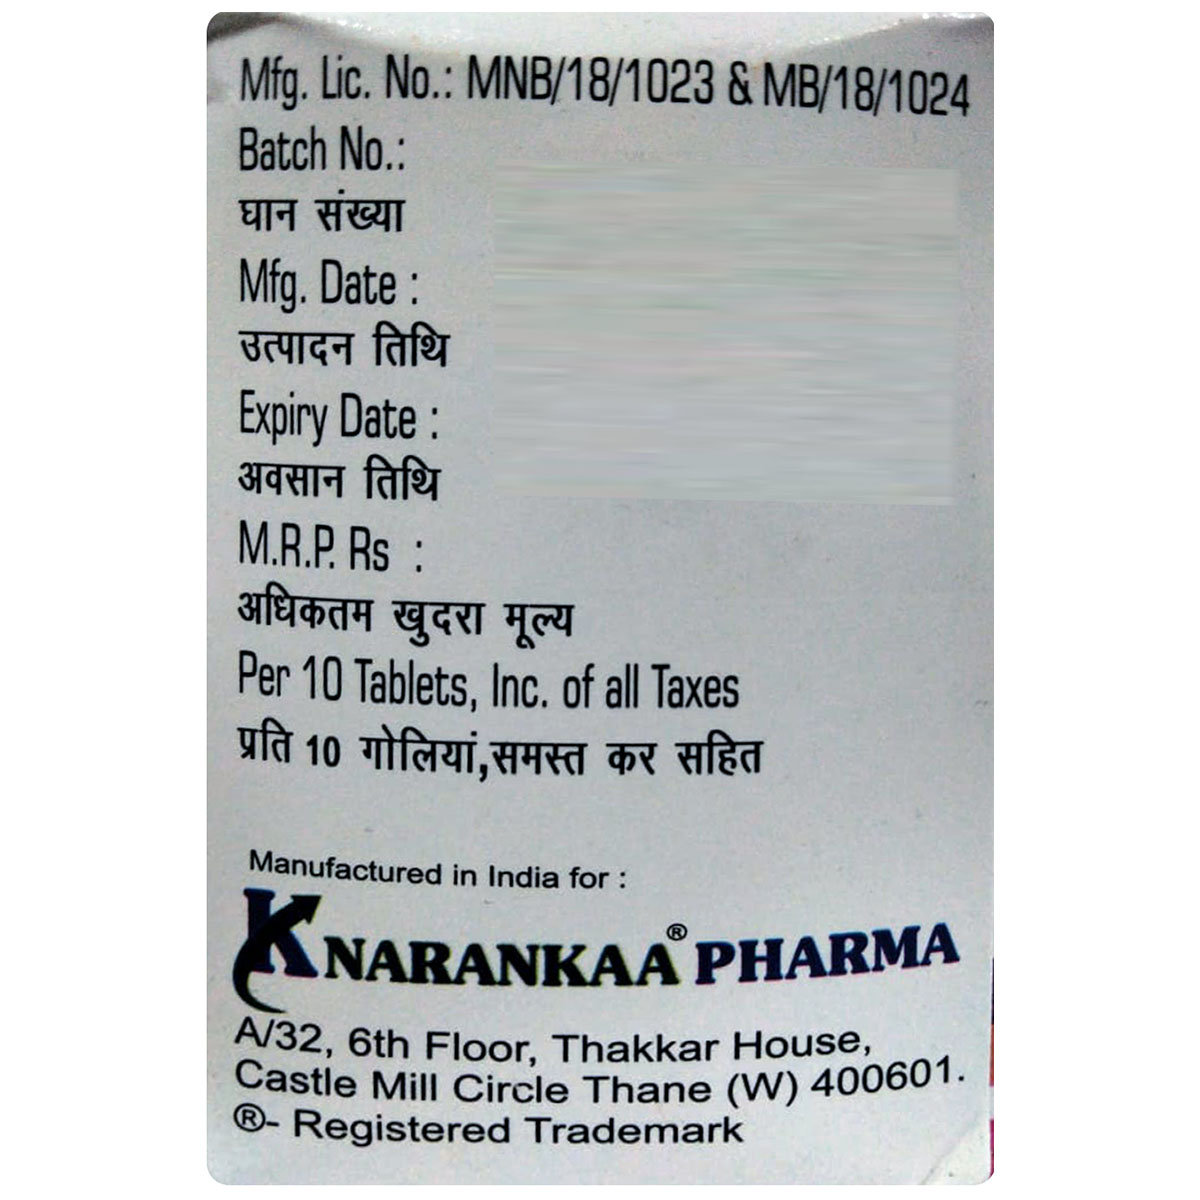 Mfg. Lic. No.: MNB/18/1023 & MB/18/1024
Batch No.:
घान संख्या
Mfg. Date :
उत्पादन तिथि
Expiry Date :
अवसान तिथि
M.R.P. Rs :
अधिकतम खुदरा मूल्य
Per 10 Tablets, Inc. of all Taxes
प्रति 10 गोलियां,समस्त कर सहित
Manufactured in India for :
KNARANKAA® PHARMA
A/32, 6th Floor, Thakkar House,
Castle Mill Circle Thane (W) 400601.
®- Registered Trademark